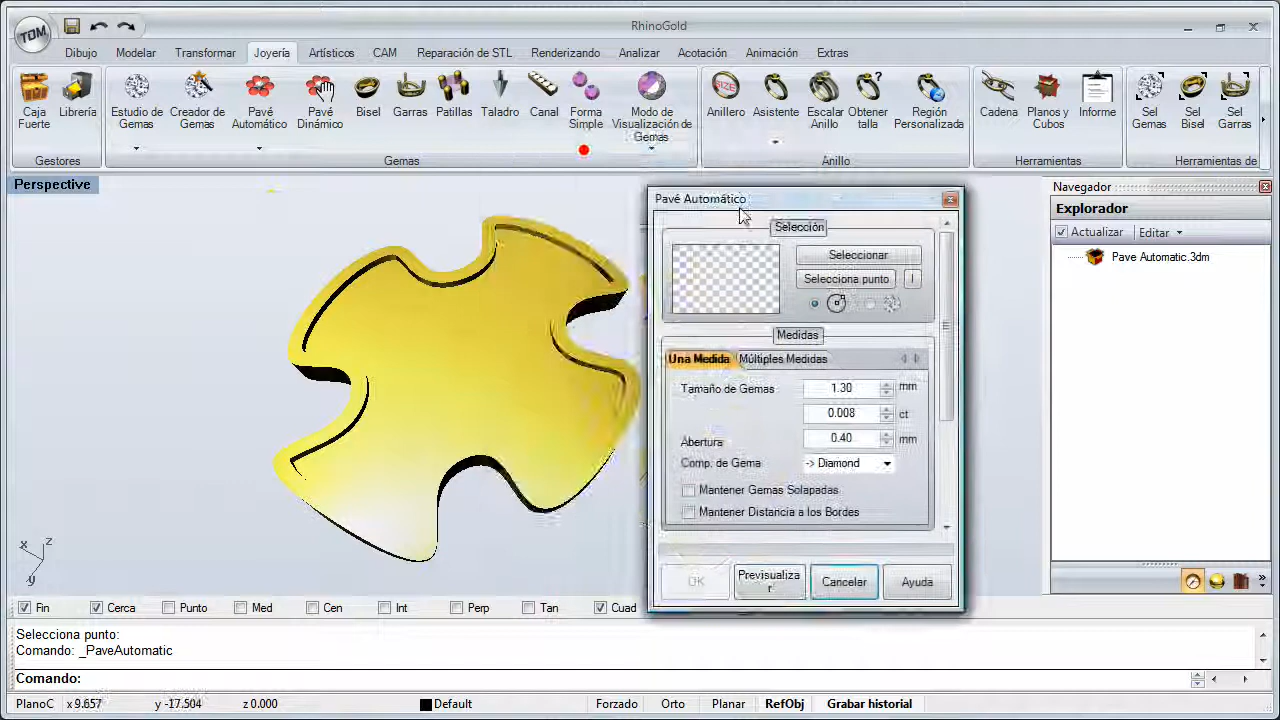 RhinoGold
TDM
Dibujo Modelar Transformar Joyería Artísticos CAM Reparación de STL Renderizando Analizar Acotación Animación Extras
Caja Fuerte
Librería
Estudio de Gemas
Creador de Gemas
Pavé Automático
Pavé Dinámico
Bisel
Garras
Patillas
Taladro
Canal
Forma Simple
Modo de Visualización de Gemas
SIZE
Anillero
Asistente
Escalar Anillo
?
Obtener talla
Región Personalizada
Cadena
Planos y Cubos
Informe
Sel Gemas
Sel Bisel
Sel Garras
Gestores Gemas Anillo Herramientas Herramientas de
Perspective
Pavé Automático
Selección
Seleccionar
Selecciona punto I
Medidas
Una Medida Múltiples Medidas
Tamaño de Gemas 1.30 mm
0.008 ct
Abertura 0.40 mm
Comp. de Gema -> Diamond
Mantener Gemas Solapadas
Mantener Distancia a los Bordes
OK Previsualizar Cancelar Ayuda
Navegador
Explorador
Actualizar Editar
Pave Automatic.3dm
x z
y
Fin Cerca Punto Med Cen Int Perp Tan Cuad
Selecciona punto:
Comando: _PaveAutomatic
Comando:
PlanoC x 9.657 y -17.504 z 0.000 Default Forzado Orto Planar RefObj Grabar historial